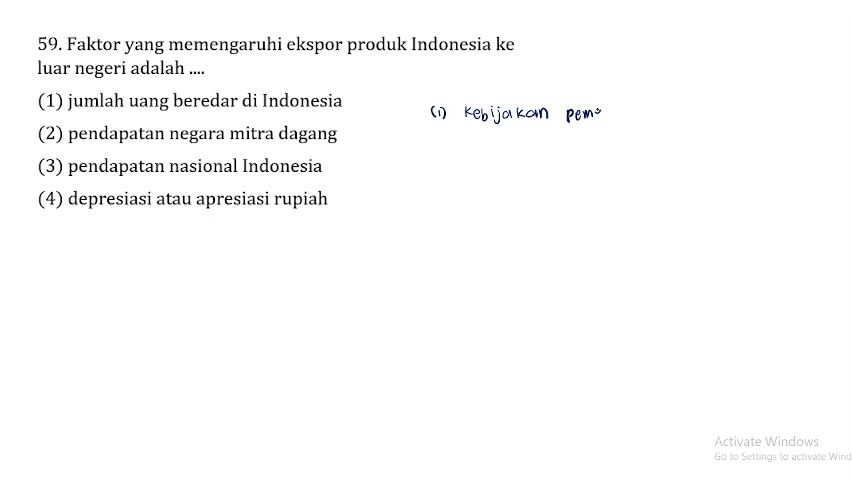 59. Faktor yang memengaruhi ekspor produk Indonesia ke
luar negeri adalah ....
(1) jumlah uang beredar di Indonesia
(1) Kebijakan pem
(2) pendapatan negara mitra dagang
(3) pendapatan nasional Indonesia
(4) depresiasi atau apresiasi rupiah
Activate Windows
Go to Settings to activate Wind